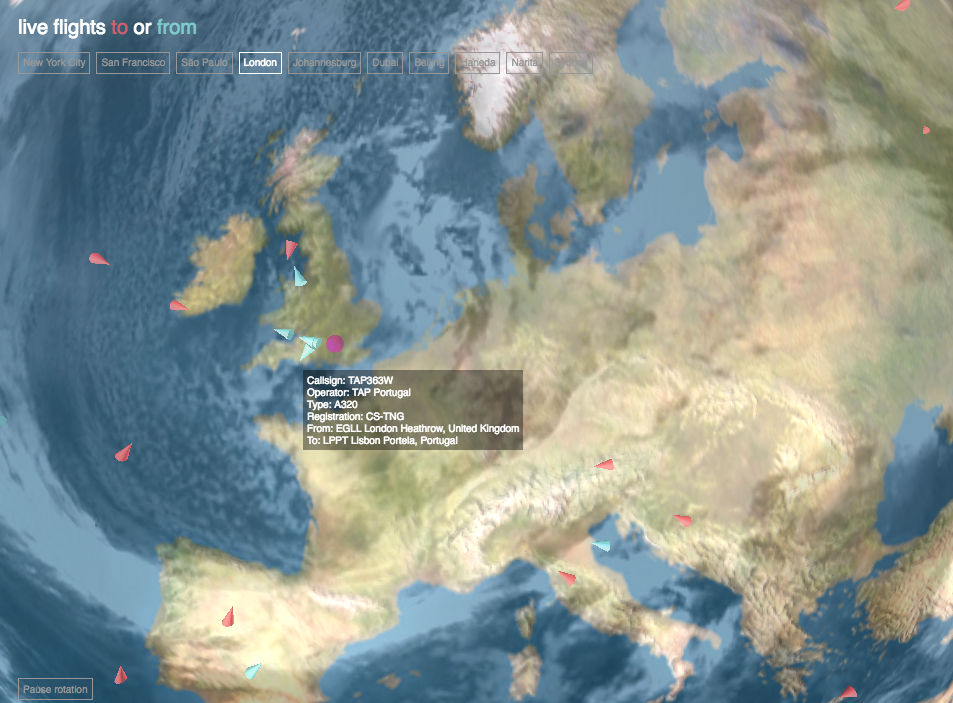 live flights to or from
New York City San Francisco São Paulo London Johannesburg Dubai Beijing Haneda Narita
Callsign: TAP363W
Operator: TAP Portugal
Type: A320
Registration: CS-TNG
From: EGLL London Heathrow, United Kingdom
To: LPPT Lisbon Portela, Portugal
Pause rotation